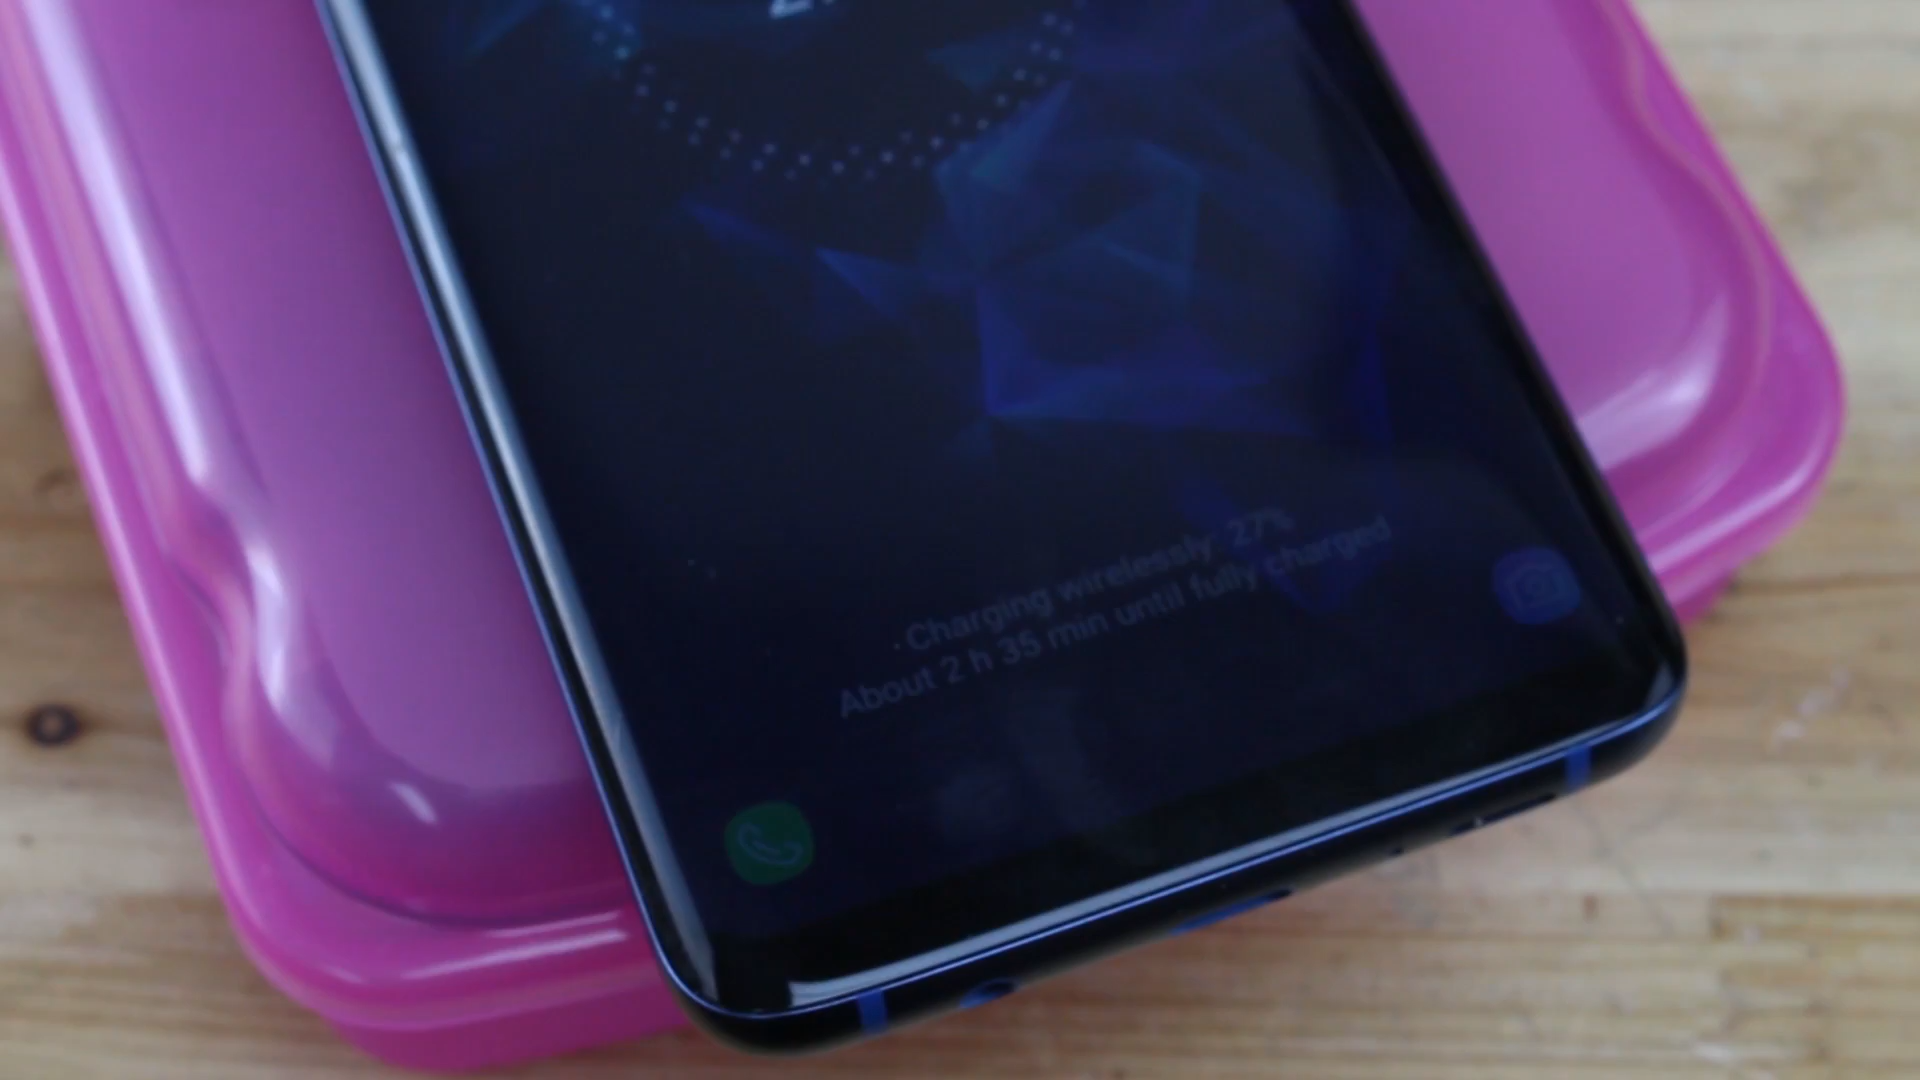 Charging wirelessly: 27%
About 2 h 35 min until fully charged